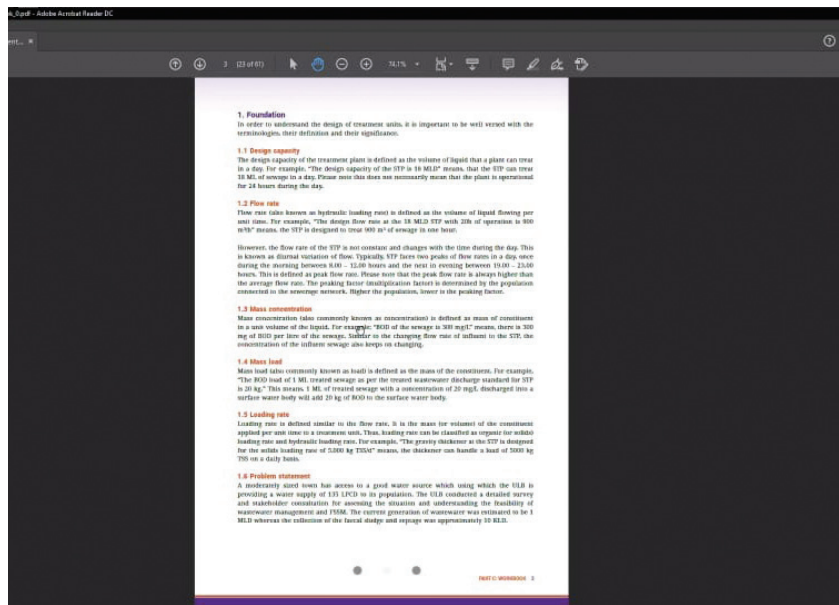 k_0.pdf - Adobe Acrobat Reader DC
ent... ×
3 (23 of 61) 74.1%
1. Foundation
In order to understand the design of treatment units, it is important to be well versed with the
terminologies, their definition and their significance.
1.1 Design capacity
The design capacity of the treatment plant is defined as the volume of liquid that a plant can treat
in a day. For example, "The design capacity of the STP is 18 MLD" means, that the STP can treat
18 ML of sewage in a day. Please note this does not necessarily mean that the plant is operational
for 24 hours during the day.
1.2 Flow rate
Flow rate (also known as hydraulic loading rate) is defined as the volume of liquid flowing per
unit time. For example, "The design flow rate at the 18 MLD STP with 20h of operation is 900
m³/h" means, the STP is designed to treat 900 m³ of sewage in one hour.
However, the flow rate of the STP is not constant and changes with the time during the day. This
is known as diurnal variation of flow. Typically, STP faces two peaks of flow rates in a day, once
during the morning between 8.00 – 12.00 hours and the next in evening between 19.00 – 23.00
hours. This is defined as peak flow rate. Please note that the peak flow rate is always higher than
the average flow rate. The peaking factor (multiplication factor) is determined by the population
connected to the sewerage network. Higher the population, lower is the peaking factor.
1.3 Mass concentration
Mass concentration (also commonly known as concentration) is defined as mass of constituent
in a unit volume of the liquid. For example: "BOD of the sewage is 300 mg/L" means, there is 300
mg of BOD per litre of the sewage. Similar to the changing flow rate of influent to the STP, the
concentration of the influent sewage also keeps on changing.
1.4 Mass load
Mass load (also commonly known as load) is defined as the mass of the constituent. For example,
"The BOD load of 1 ML treated sewage as per the treated wastewater discharge standard for STP
is 20 kg." This means, 1 ML of treated sewage with a concentration of 20 mg/L discharged into a
surface water body will add 20 kg of BOD to the surface water body.
1.5 Loading rate
Loading rate is defined similar to the flow rate. It is the mass (or volume) of the constituent
applied per unit time to a treatment unit. Thus, loading rate can be classified as organic (or solids)
loading rate and hydraulic loading rate. For example, "The gravity thickener at the STP is designed
for the solids loading rate of 5,000 kg TSS/d" means, the thickener can handle a load of 5000 kg
TSS on a daily basis.
1.6 Problem statement
A moderately sized town has access to a good water source which using which the ULB is
providing a water supply of 135 LPCD to its population. The ULB conducted a detailed survey
and stakeholder consultation for assessing the situation and understanding the feasibility of
wastewater management and FSSM. The current generation of wastewater was estimated to be 1
MLD whereas the collection of the faecal sludge and septage was approximately 10 KLD.
PART C: WORKBOOK 3